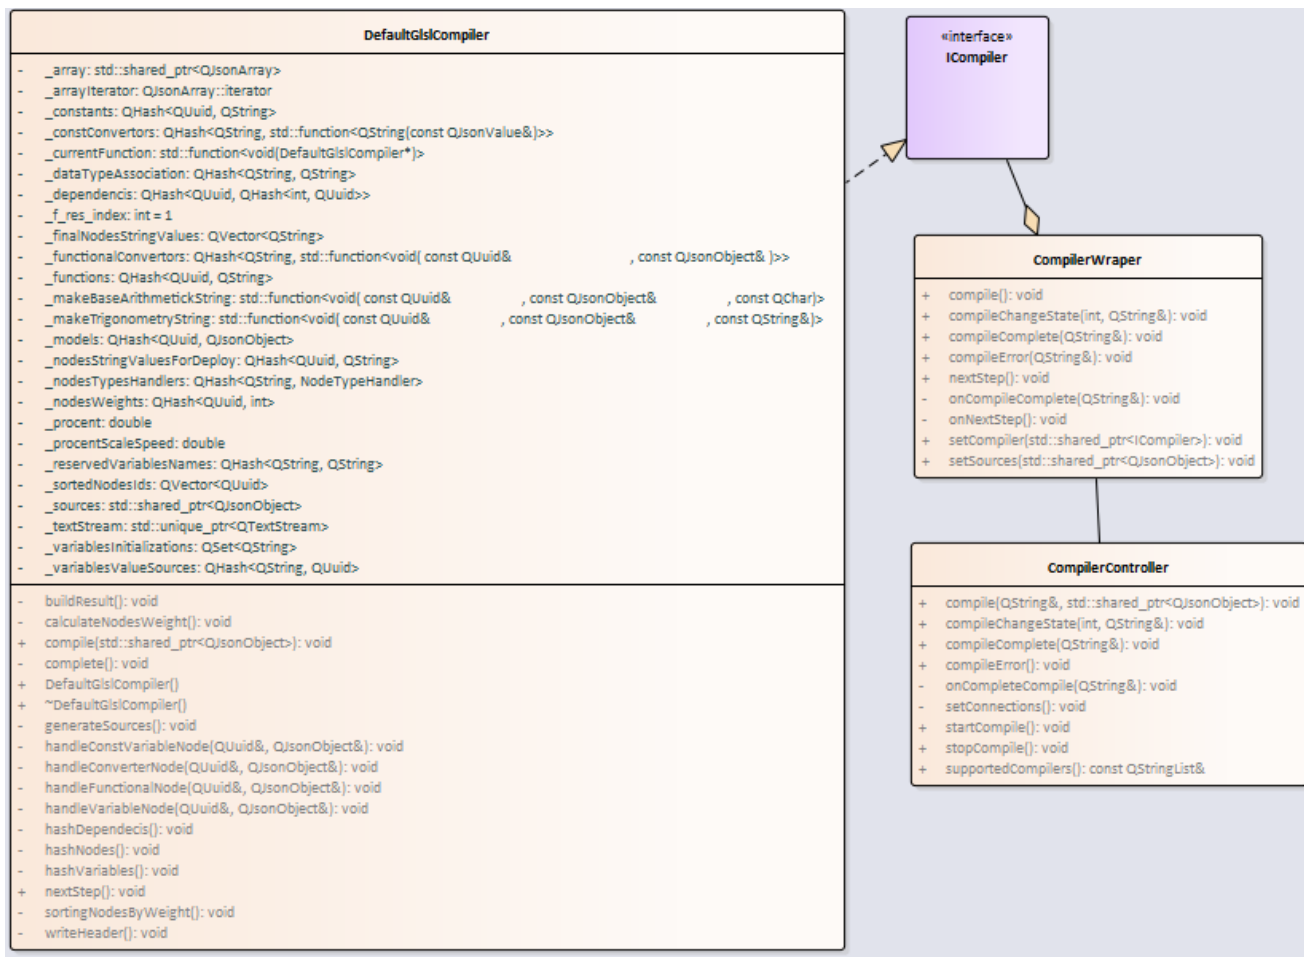 DefaultGlslCompiler
- _array: std::shared_ptr<QJsonArray>
- _arrayIterator: QJsonArray::iterator
- _constants: QHash<QUuid, QString>
- _constConvertors: QHash<QString, std::function<QString(const QJsonValue&)>>
- _currentFunction: std::function<void(DefaultGlslCompiler*)>
- _dataTypeAssociation: QHash<QString, QString>
- _dependencis: QHash<QUuid, QHash<int, QUuid>>
- _f_res_index: int = 1
- _finalNodesStringValues: QVector<QString>
- _functionalConvertors: QHash<QString, std::function<void( const QUuid& , const QJsonObject& )>>
- _functions: QHash<QUuid, QString>
- _makeBaseArithmetickString: std::function<void( const QUuid& , const QJsonObject& , const QChar)>
- _makeTrigonometryString: std::function<void( const QUuid& , const QJsonObject& , const QString&)>
- _models: QHash<QUuid, QJsonObject>
- _nodesStringValuesForDeploy: QHash<QUuid, QString>
- _nodesTypesHandlers: QHash<QString, NodeTypeHandler>
- _nodesWeights: QHash<QUuid, int>
- _procent: double
- _procentScaleSpeed: double
- _reservedVariablesNames: QHash<QString, QString>
- _sortedNodesIds: QVector<QUuid>
- _sources: std::shared_ptr<QJsonObject>
- _textStream: std::unique_ptr<QTextStream>
- _variablesInitializations: QSet<QString>
- _variablesValueSources: QHash<QString, QUuid>
- buildResult(): void
- calculateNodesWeight(): void
+ compile(std::shared_ptr<QJsonObject>): void
- complete(): void
+ DefaultGlslCompiler()
+ ~DefaultGlslCompiler()
- generateSources(): void
- handleConstVariableNode(QUuid&, QJsonObject&): void
- handleConverterNode(QUuid&, QJsonObject&): void
- handleFunctionalNode(QUuid&, QJsonObject&): void
- handleVariableNode(QUuid&, QJsonObject&): void
- hashDependecis(): void
- hashNodes(): void
- hashVariables(): void
+ nextStep(): void
- sortingNodesByWeight(): void
- writeHeader(): void
«interface»
ICompiler
CompilerWraper
+ compile(): void
+ compileChangeState(int, QString&): void
+ compileComplete(QString&): void
+ compileError(QString&): void
+ nextStep(): void
- onCompileComplete(QString&): void
- onNextStep(): void
+ setCompiler(std::shared_ptr<ICompiler>): void
+ setSources(std::shared_ptr<QJsonObject>): void
CompilerController
+ compile(QString&, std::shared_ptr<QJsonObject>): void
+ compileChangeState(int, QString&): void
+ compileComplete(QString&): void
+ compileError(): void
- onCompleteCompile(QString&): void
- setConnections(): void
+ startCompile(): void
+ stopCompile(): void
+ supportedCompilers(): const QStringList&